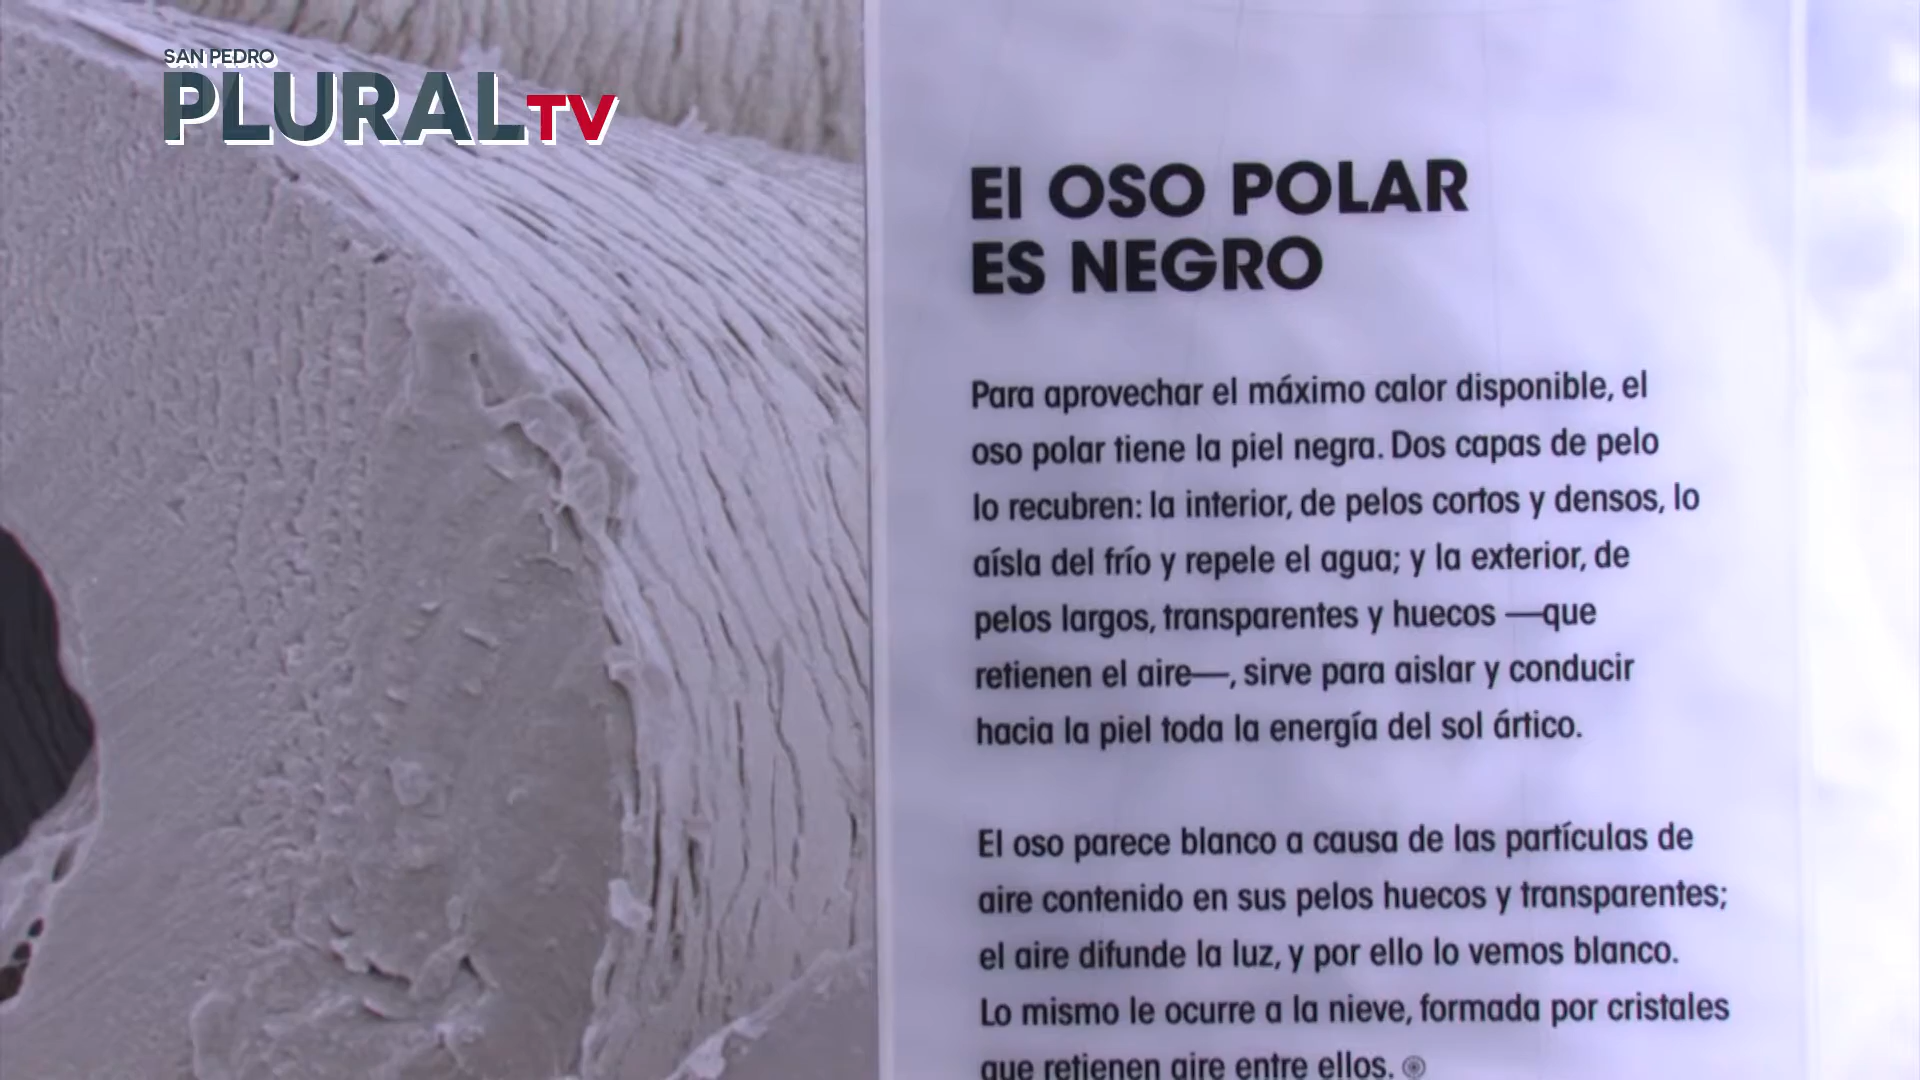 SAN PEDRO
PLURALTV
El OSO POLAR
ES NEGRO
Para aprovechar el máximo calor disponible, el
oso polar tiene la piel negra. Dos capas de pelo
lo recubren: la interior, de pelos cortos y densos, lo
aísla del frío y repele el agua; y la exterior, de
pelos largos, transparentes y huecos —que
retienen el aire—, sirve para aislar y conducir
hacia la piel toda la energía del sol ártico.
El oso parece blanco a causa de las partículas de
aire contenido en sus pelos huecos y transparentes;
el aire difunde la luz, y por ello lo vemos blanco.
Lo mismo le ocurre a la nieve, formada por cristales
que retienen aire entre ellos.